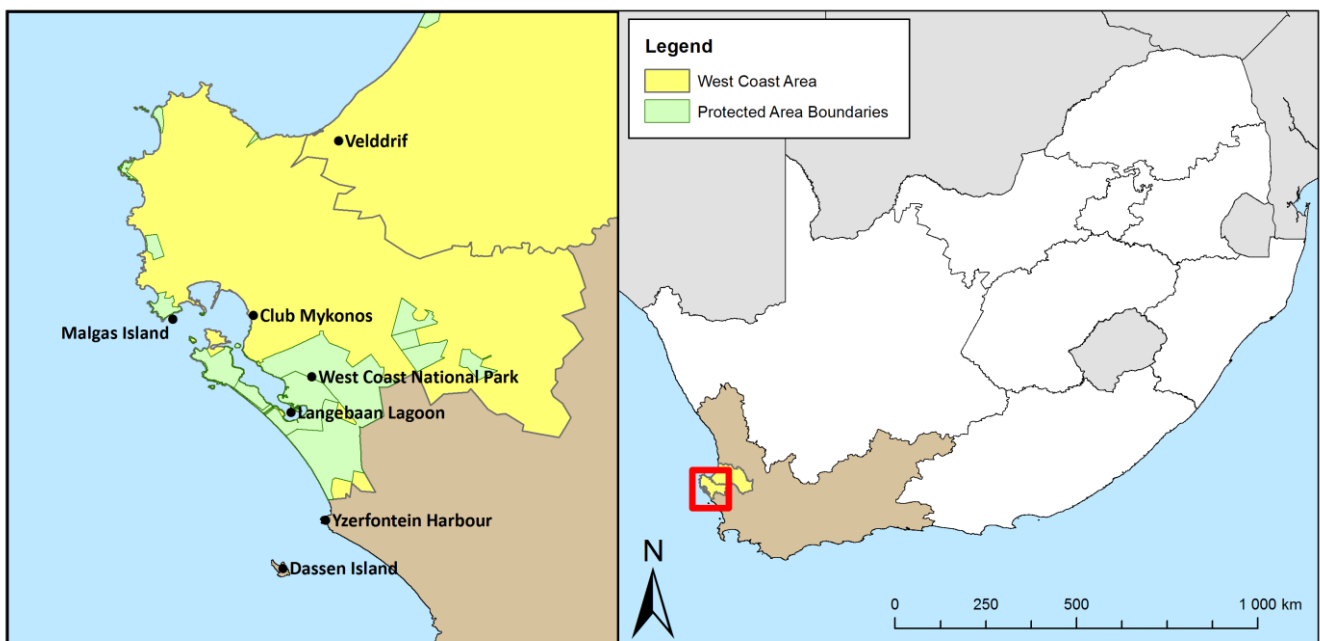 Velddrif
Club Mykonos
Malgas Island
West Coast National Park
Langebaan Lagoon
Yzerfontein Harbour
Dassen Island
Legend
West Coast Area
Protected Area Boundaries
N
0 250 500 1 000 km